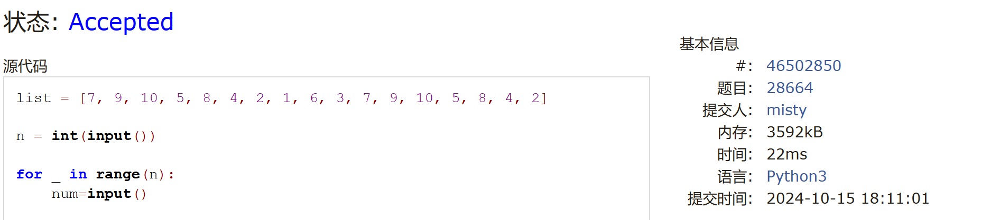 状态: Accepted
源代码
list = [7, 9, 10, 5, 8, 4, 2, 1, 6, 3, 7, 9, 10, 5, 8, 4, 2]
n = int(input())
for _ in range(n):
    num=input()
基本信息
#: 46502850
题目: 28664
提交人: misty
内存: 3592kB
时间: 22ms
语言: Python3
提交时间: 2024-10-15 18:11:01